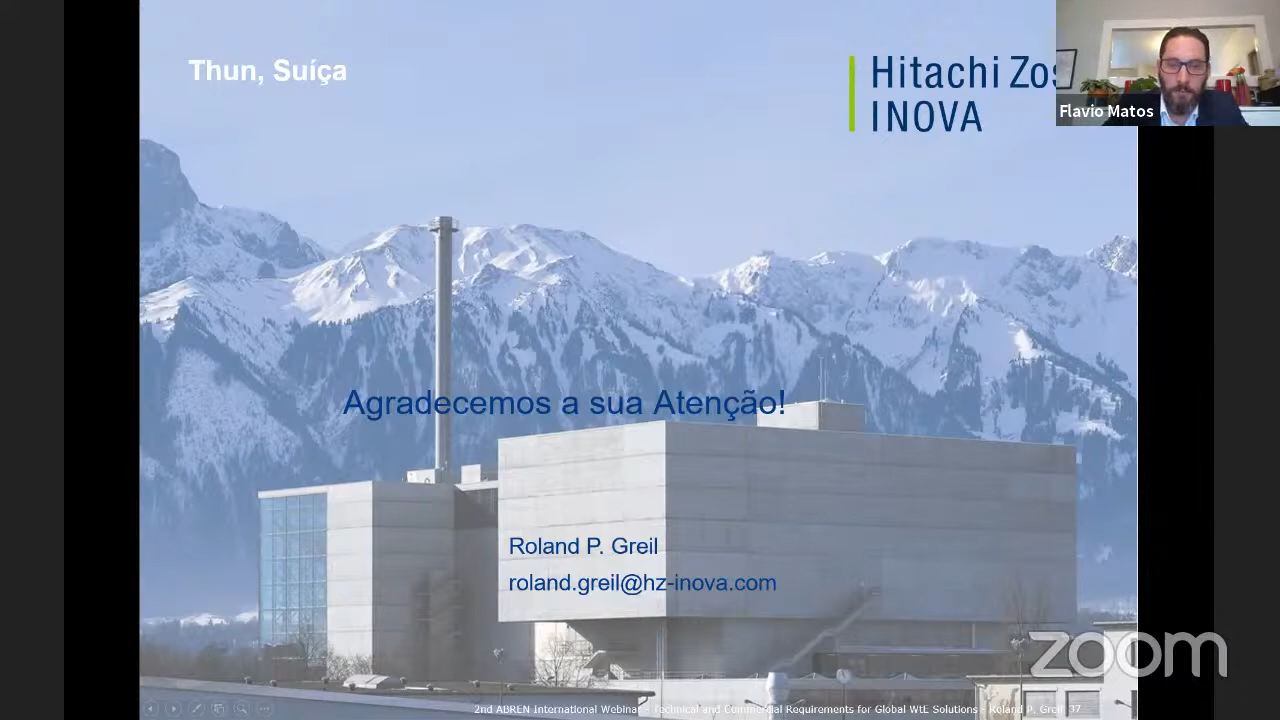 Thun, Suíça
Hitachi Zos
INOVA
Flavio Matos
Agradecemos a sua Atenção!
Roland P. Greil
roland.greil@hz-inova.com
zoom
2nd ABREN International Webinar - Technical and Commercial Requirements for Global WtE Solutions - Roland P. Greil 37